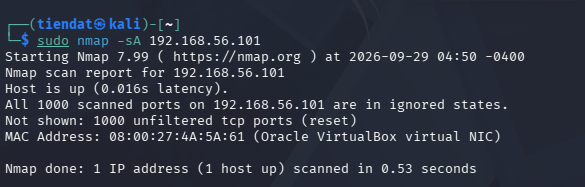 ┌──(tiendat㉿kali)-[~]
└─$ sudo nmap -sA 192.168.56.101
Starting Nmap 7.99 ( https://nmap.org ) at 2026-09-29 04:50 -0400
Nmap scan report for 192.168.56.101
Host is up (0.016s latency).
All 1000 scanned ports on 192.168.56.101 are in ignored states.
Not shown: 1000 unfiltered tcp ports (reset)
MAC Address: 08:00:27:4A:5A:61 (Oracle VirtualBox virtual NIC)
Nmap done: 1 IP address (1 host up) scanned in 0.53 seconds